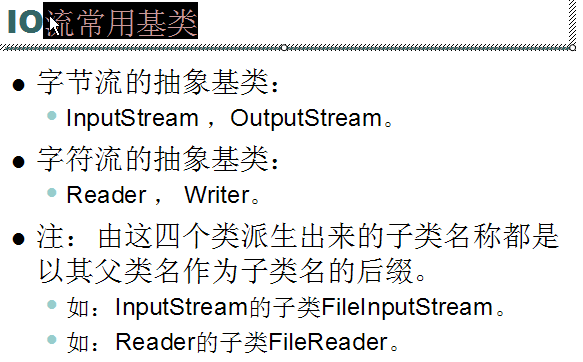 IO流常用基类
字节流的抽象基类：
InputStream ，OutputStream。
字符流的抽象基类：
Reader ， Writer。
注：由这四个类派生出来的子类名称都是
以其父类名作为子类名的后缀。
如：InputStream的子类FileInputStream。
如：Reader的子类FileReader。